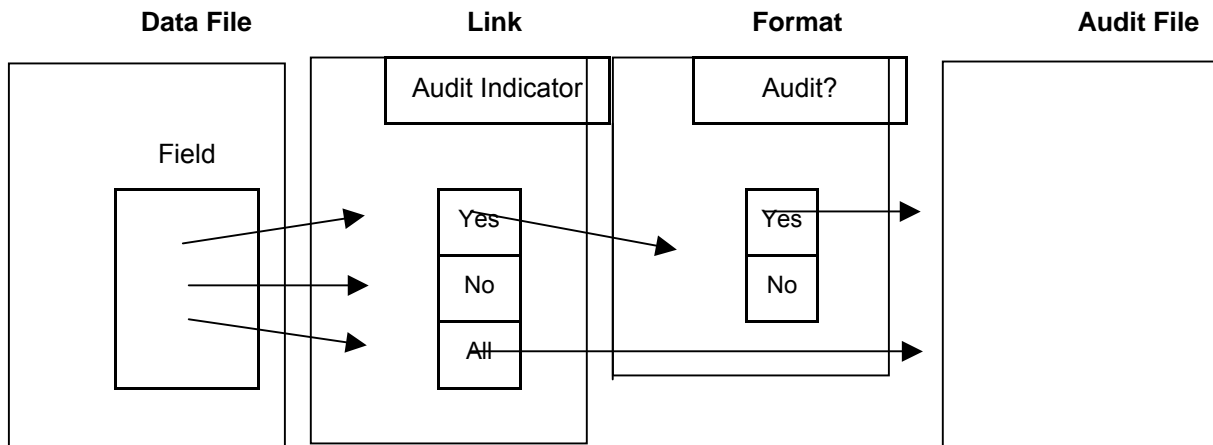 Data File Link Format Audit File
Audit Indicator Audit?
Field
Yes Yes
No No
All